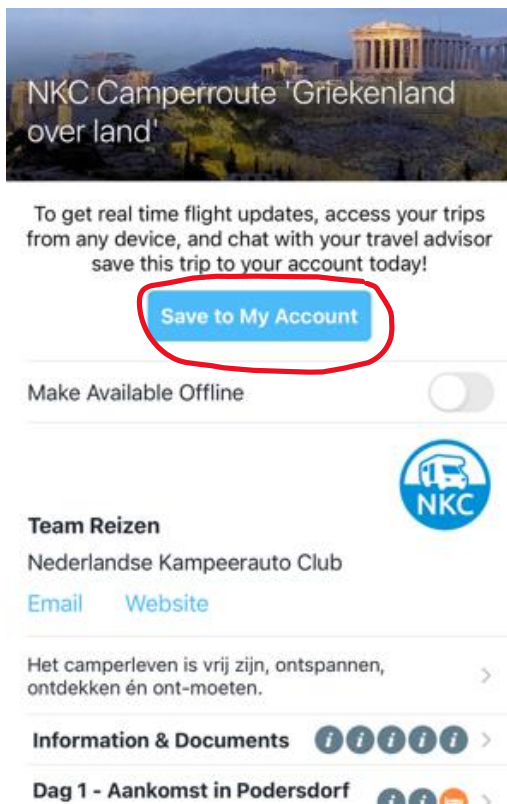 NKC Camperroute 'Griekenland
over land'
To get real time flight updates, access your trips
from any device, and chat with your travel advisor
save this trip to your account today!
Save to My Account
Make Available Offline
NKC
Team Reizen
Nederlandse Kampeerauto Club
Email Website
Het camperleven is vrij zijn, ontspannen,
ontdekken én ont-moeten.
Information & Documents
Dag 1 - Aankomst in Podersdorf